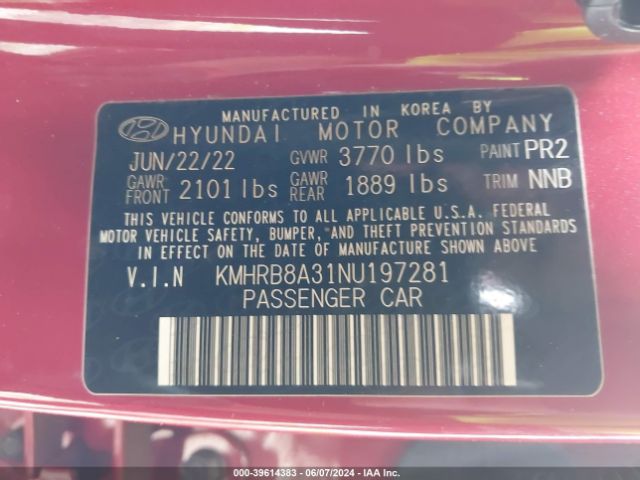 MANUFACTURED IN KOREA BY
HYUNDAI MOTOR COMPANY
JUN/22/22 GVWR 3770 lbs PAINT PR2
GAWR FRONT 2101 lbs GAWR REAR 1889 lbs TRIM NNB
THIS VEHICLE CONFORMS TO ALL APPLICABLE U.S.A. FEDERAL
MOTOR VEHICLE SAFETY, BUMPER, AND THEFT PREVENTION STANDARDS
IN EFFECT ON THE DATE OF MANUFACTURE SHOWN ABOVE
V.I.N KMHRB8A31NU197281
PASSENGER CAR
000-39614383 - 06/07/2024 - IAA Inc.